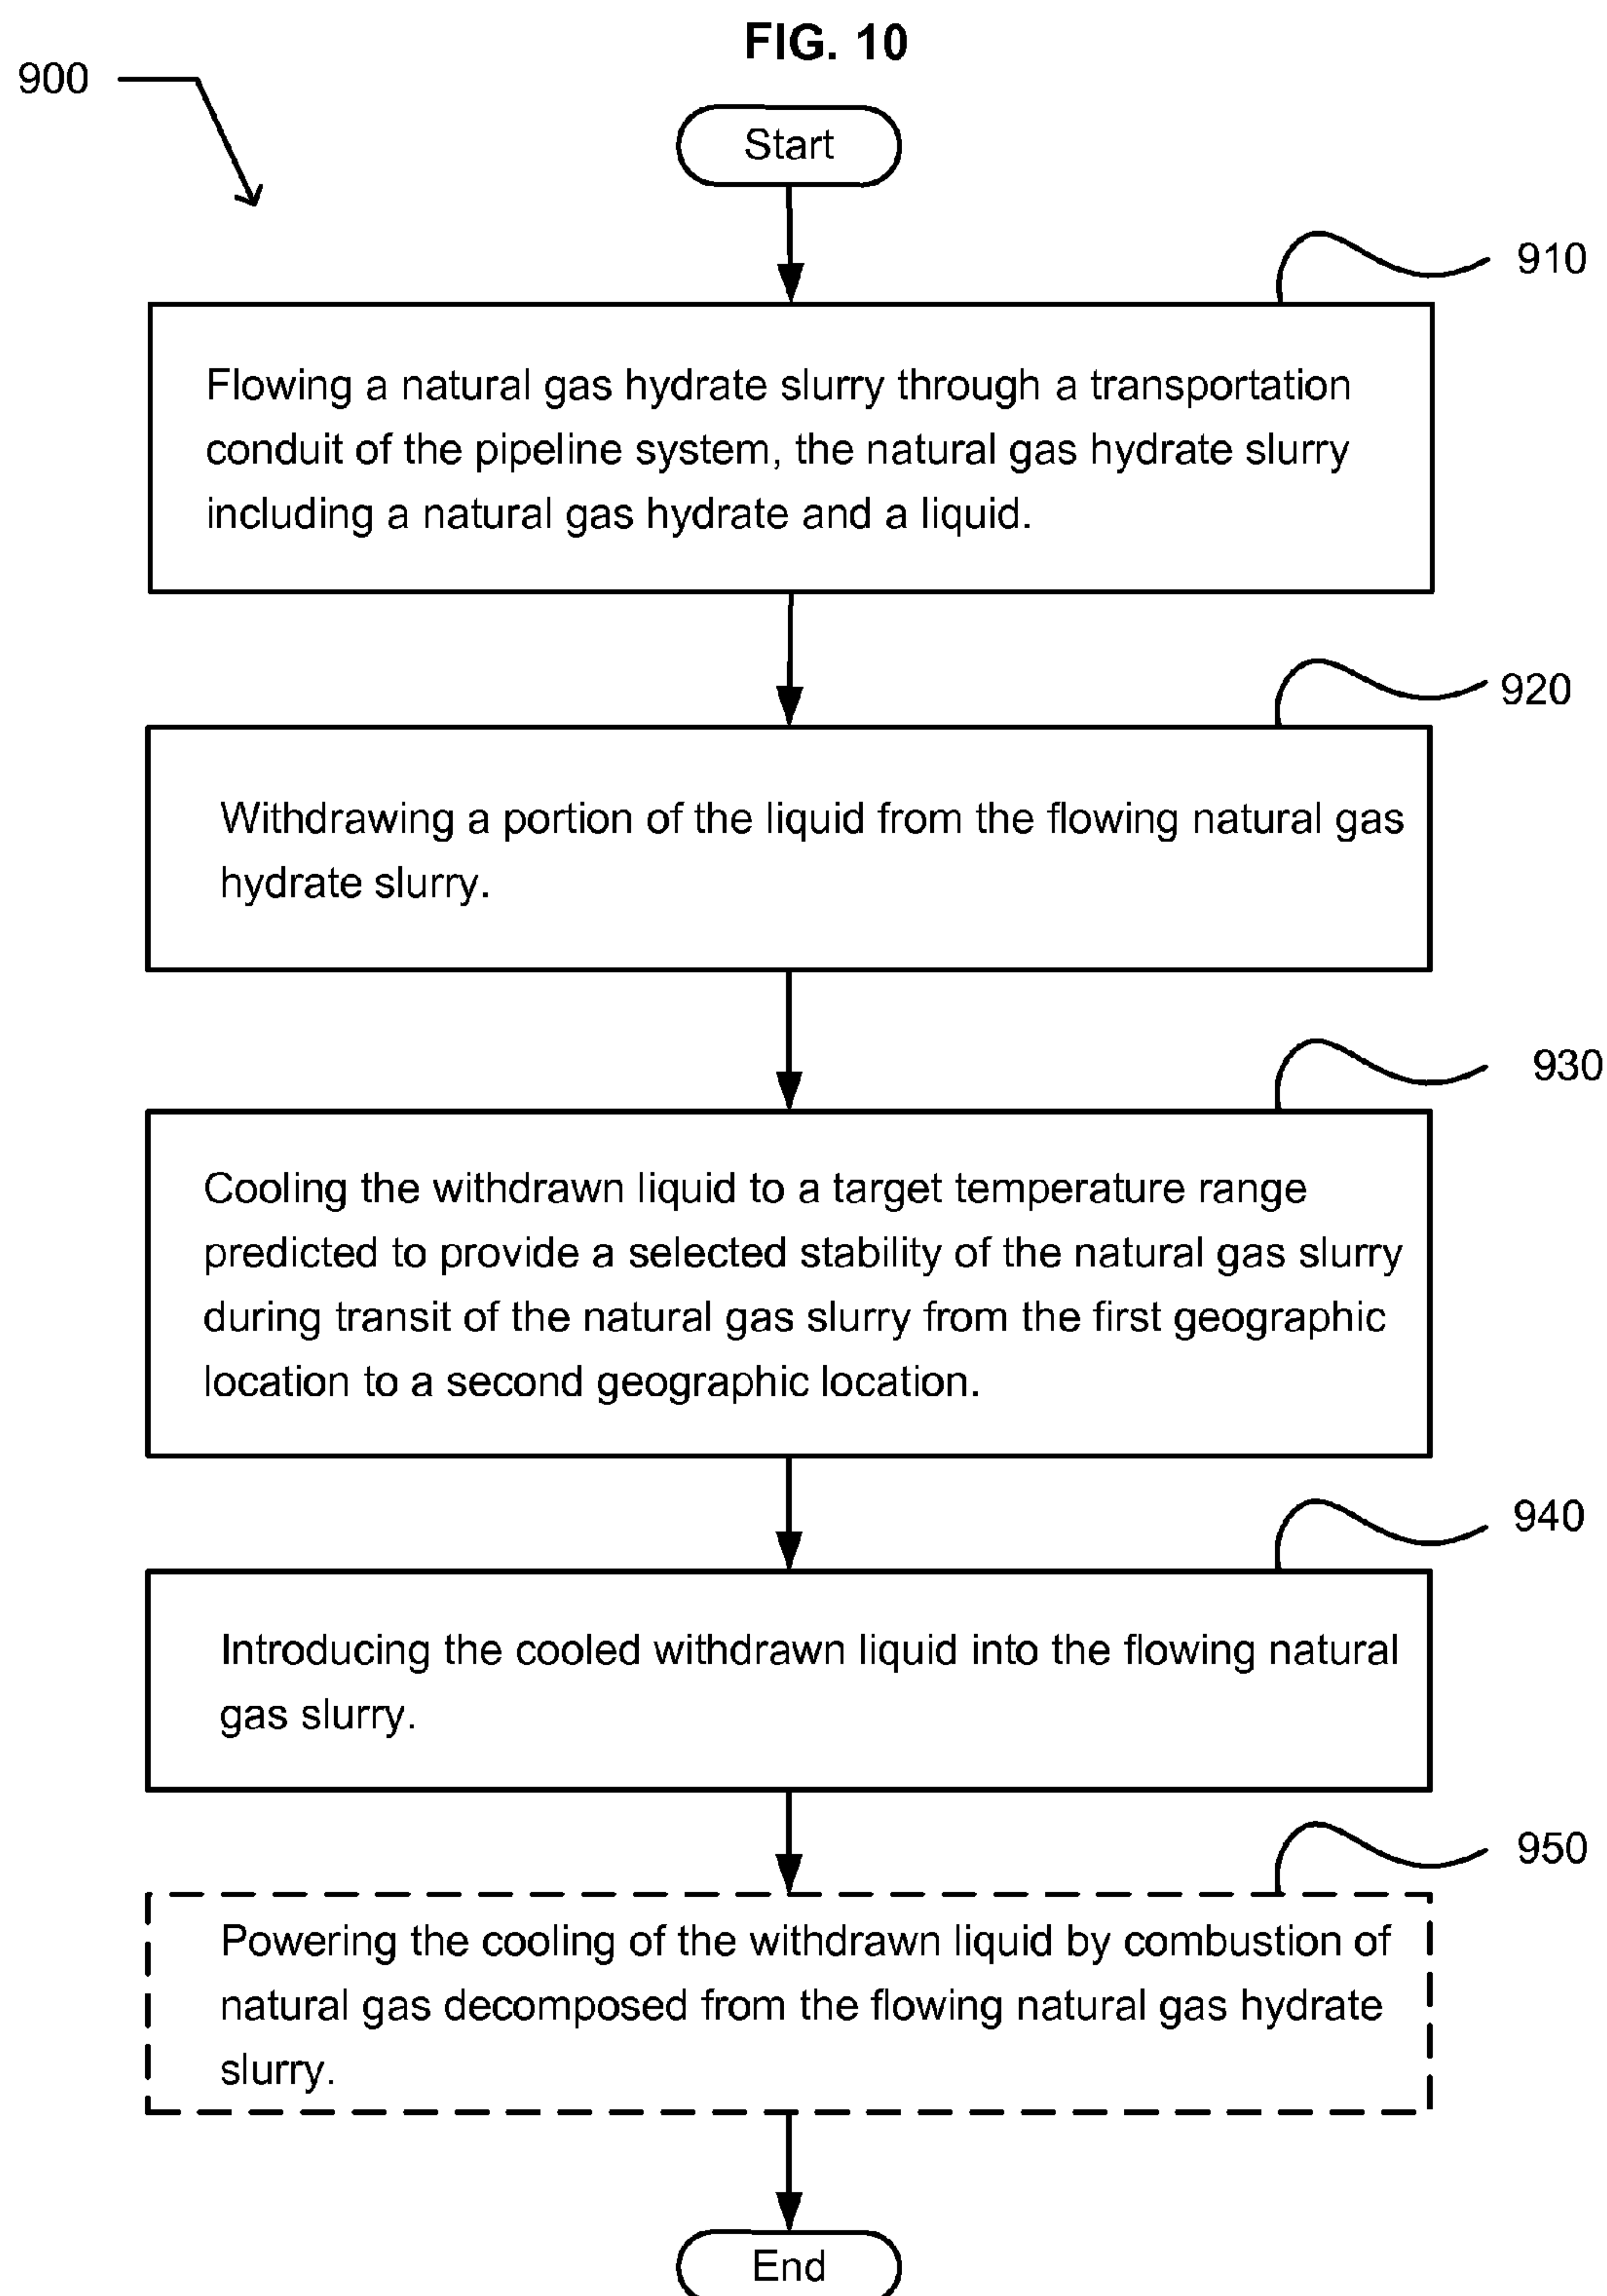 FIG. 10
900
Start
910
Flowing a natural gas hydrate slurry through a transportation
conduit of the pipeline system, the natural gas hydrate slurry
including a natural gas hydrate and a liquid.
920
Withdrawing a portion of the liquid from the flowing natural gas
hydrate slurry.
930
Cooling the withdrawn liquid to a target temperature range
predicted to provide a selected stability of the natural gas slurry
during transit of the natural gas slurry from the first geographic
location to a second geographic location.
940
Introducing the cooled withdrawn liquid into the flowing natural
gas slurry.
950
Powering the cooling of the withdrawn liquid by combustion of
natural gas decomposed from the flowing natural gas hydrate
slurry.
End